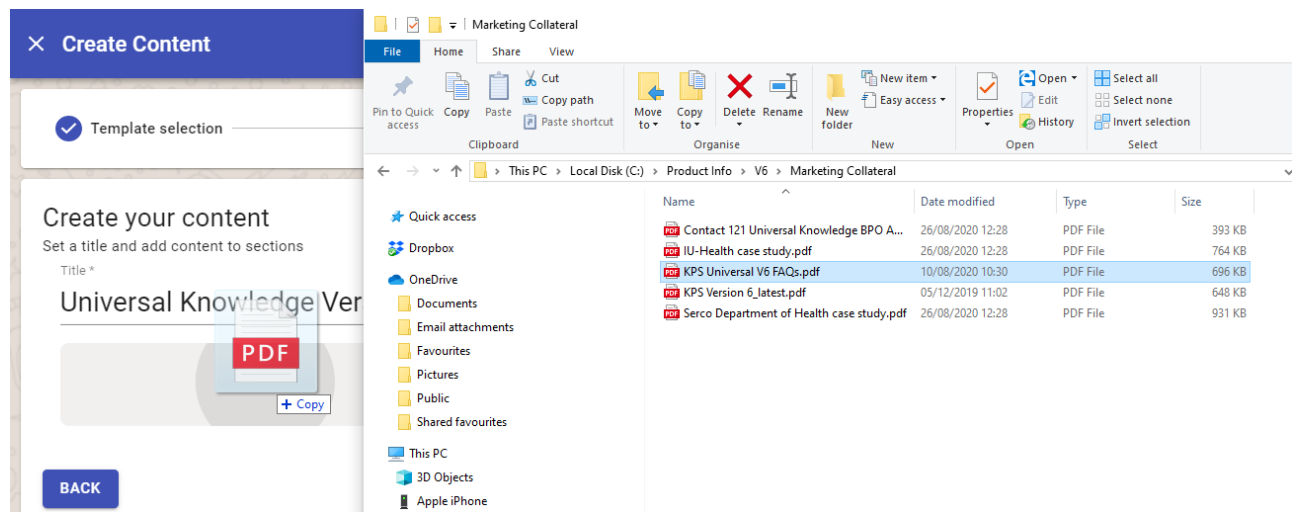 Create Content
Template selection
Create your content
Set a title and add content to sections
Title *
Universal Knowledge Ver
PDF
+ Copy
BACK
Marketing Collateral
File Home Share View
Pin to Quick access
Copy
Paste
Cut
Copy path
Paste shortcut
Clipboard
Move to
Copy to
Delete
Rename
Organise
New folder
New item
Easy access
New
Properties
Open
Edit
History
Open
Select all
Select none
Invert selection
Select
This PC > Local Disk (C:) > Product Info > V6 > Marketing Collateral
Quick access
Dropbox
OneDrive
Documents
Email attachments
Favourites
Pictures
Public
Shared favourites
This PC
3D Objects
Apple iPhone
Name Date modified Type Size
PDF Contact 121 Universal Knowledge BPO A... 26/08/2020 12:28 PDF File 393 KB
PDF IU-Health case study.pdf 26/08/2020 12:28 PDF File 764 KB
PDF KPS Universal V6 FAQs.pdf 10/08/2020 10:30 PDF File 696 KB
PDF KPS Version 6_latest.pdf 05/12/2019 11:02 PDF File 648 KB
PDF Serco Department of Health case study.pdf 26/08/2020 12:28 PDF File 931 KB